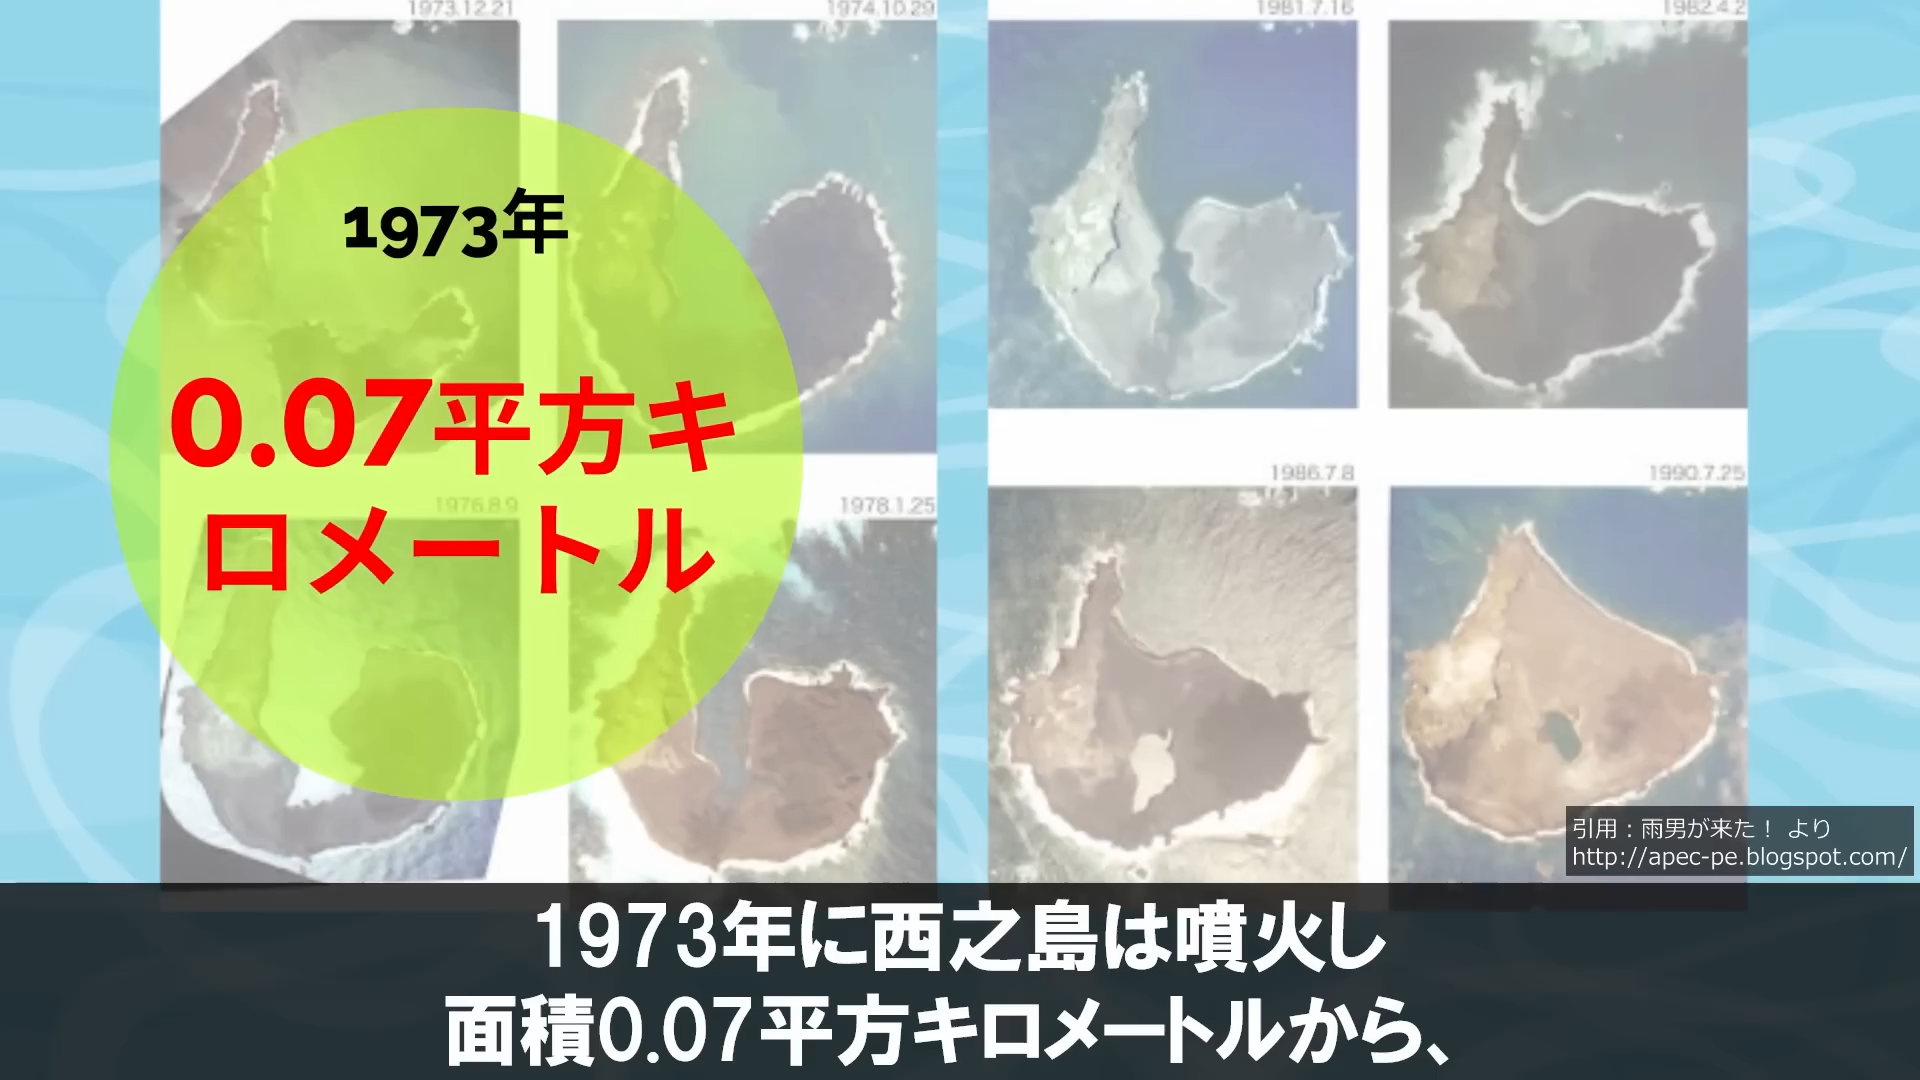 1973.12.21
1974.10.29
1981.7.16
1982.4.2
1973年
0.07平方キ
ロメートル
1976.8.9
1978.1.25
1986.7.8
1990.7.25
引用：雨男が来た！ より
http://apec-pe.blogspot.com/
1973年に西之島は噴火し
面積0.07平方キロメートルから、